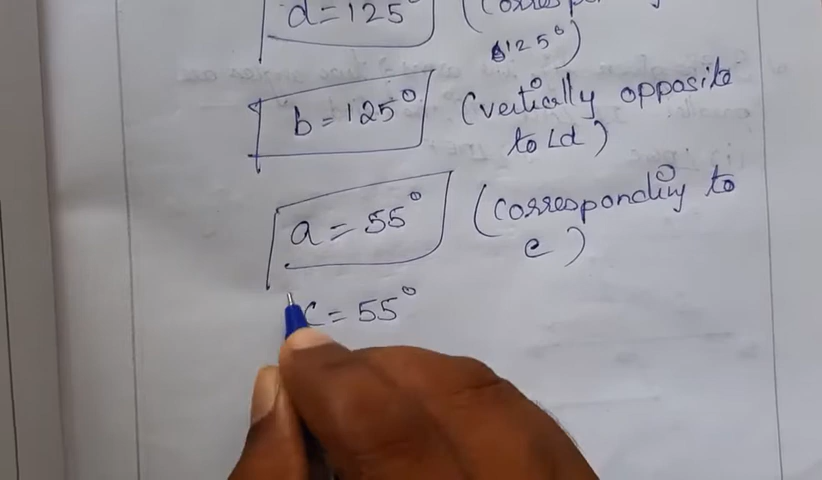 d = 125°
125°)
b = 125° (vertically opposite
to ∠d)
a = 55° (corresponding to
e)
c = 55°